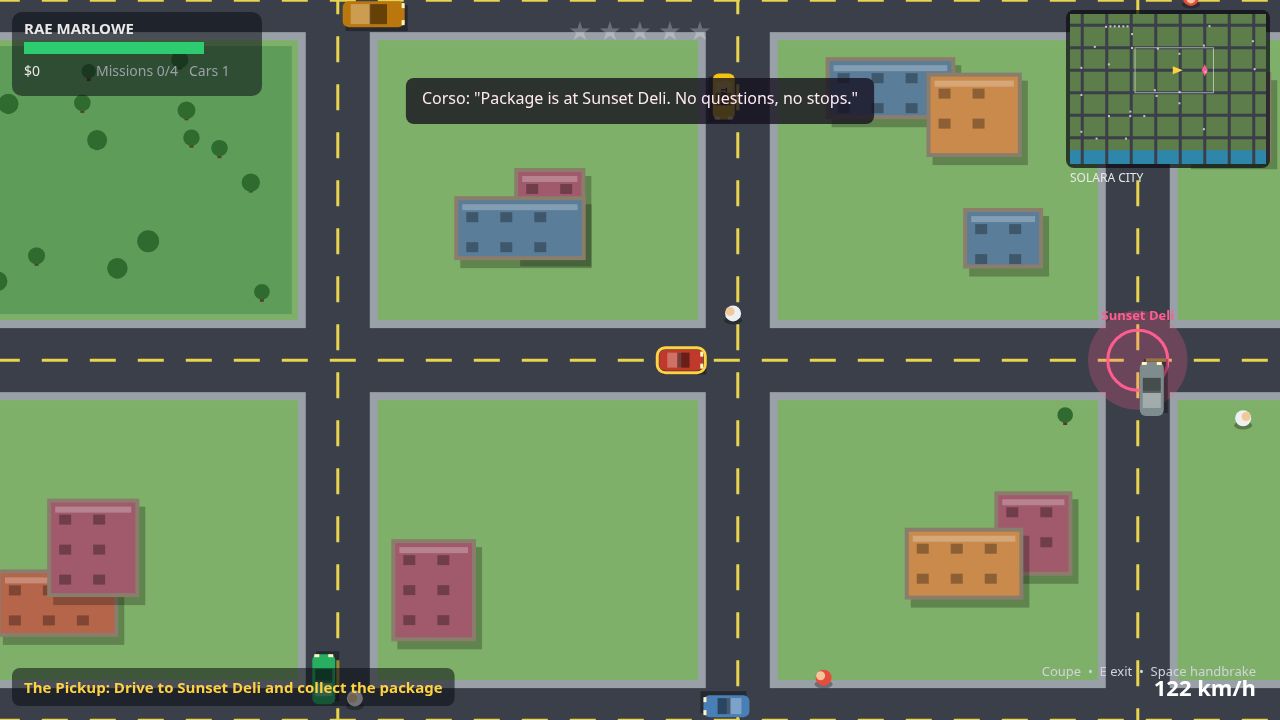 RAE MARLOWE
$0 Missions 0/4 Cars 1
Corso: "Package is at Sunset Deli. No questions, no stops."
SOLARA CITY
Sunset Deli
The Pickup: Drive to Sunset Deli and collect the package
Coupe • E exit • Space handbrake
122 km/h